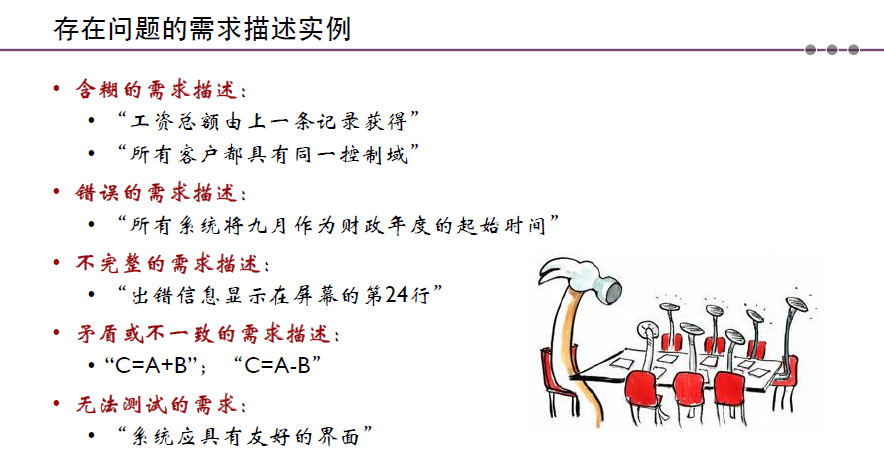 存在问题的需求描述实例
• 含糊的需求描述：
• “工资总额由上一条记录获得”
• “所有客户都具有同一控制域”
• 错误的需求描述：
• “所有系统将九月作为财政年度的起始时间”
• 不完整的需求描述：
• “出错信息显示在屏幕的第24行”
• 矛盾或不一致的需求描述：
• “C=A+B”；“C=A-B”
• 无法测试的需求：
• “系统应具有友好的界面”